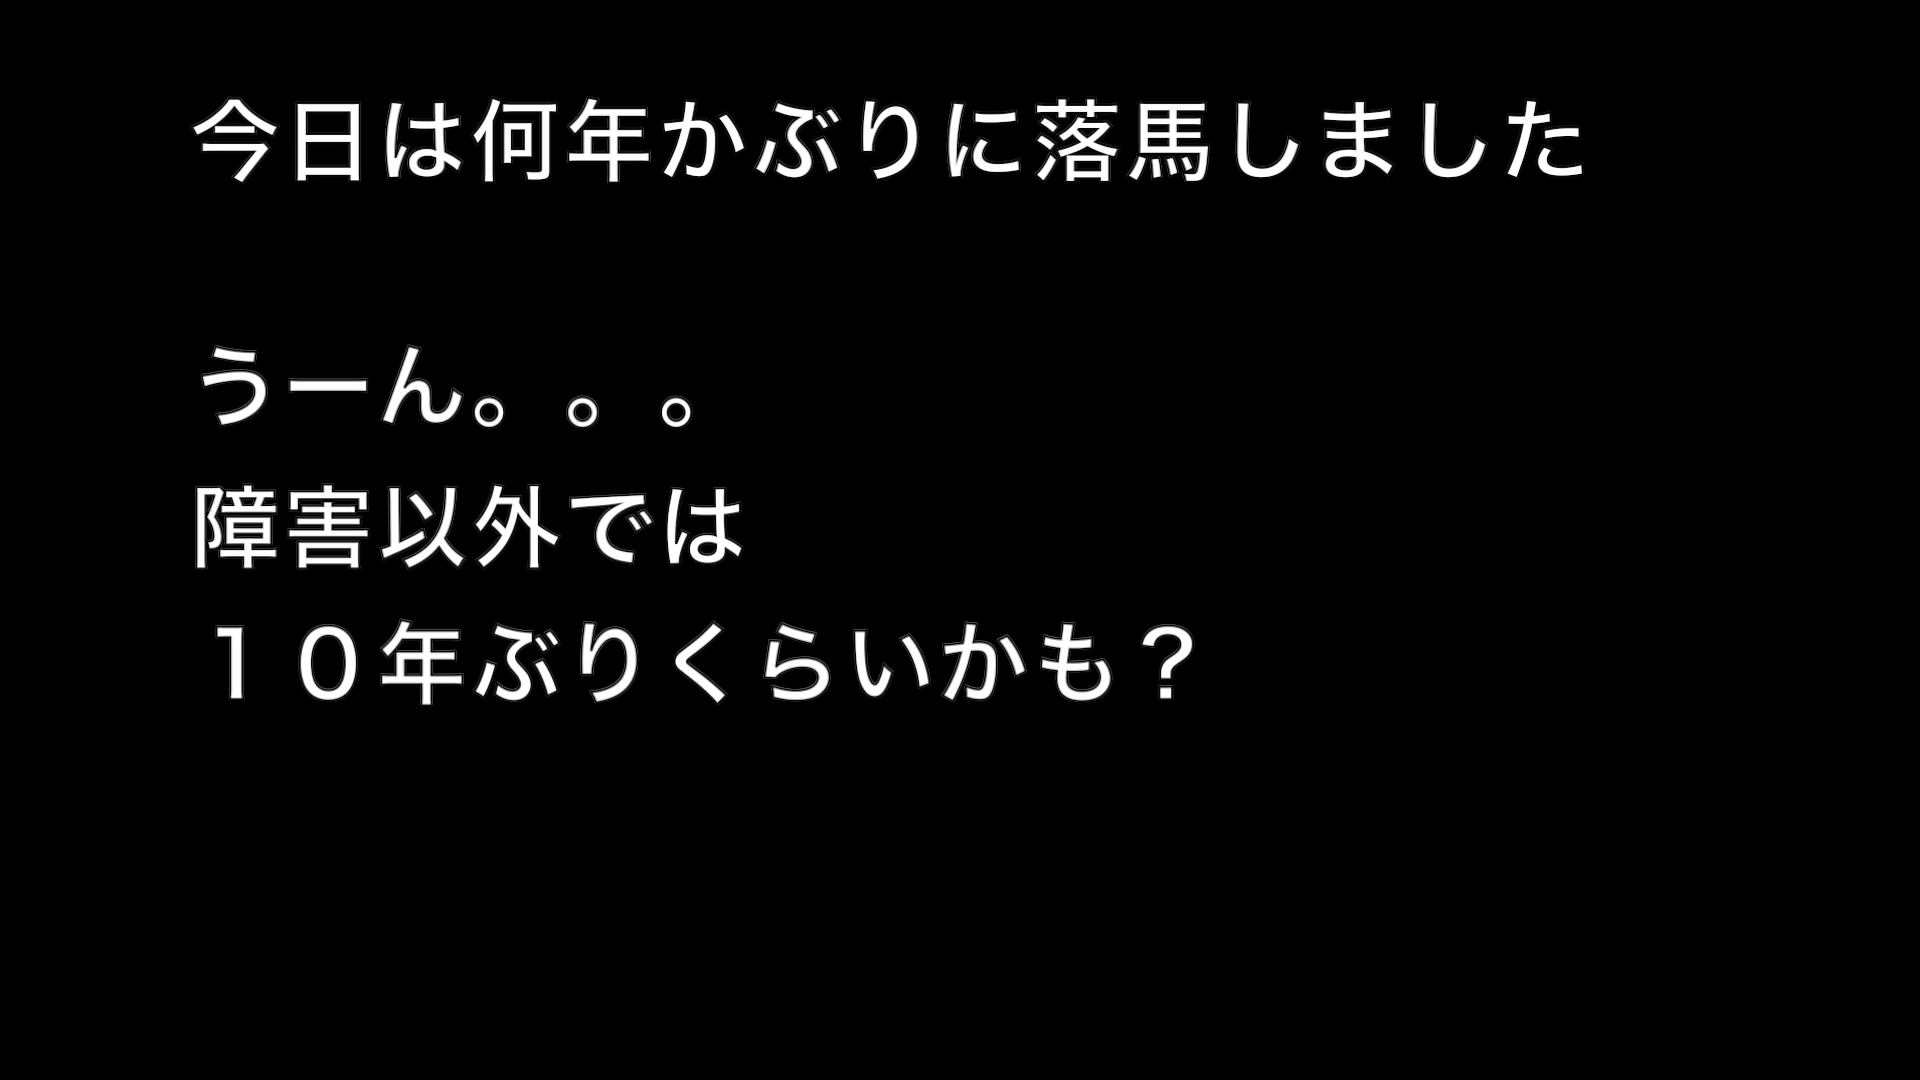 今日は何年かぶりに落馬しました
うーん。。。
障害以外では
１０年ぶりくらいかも？